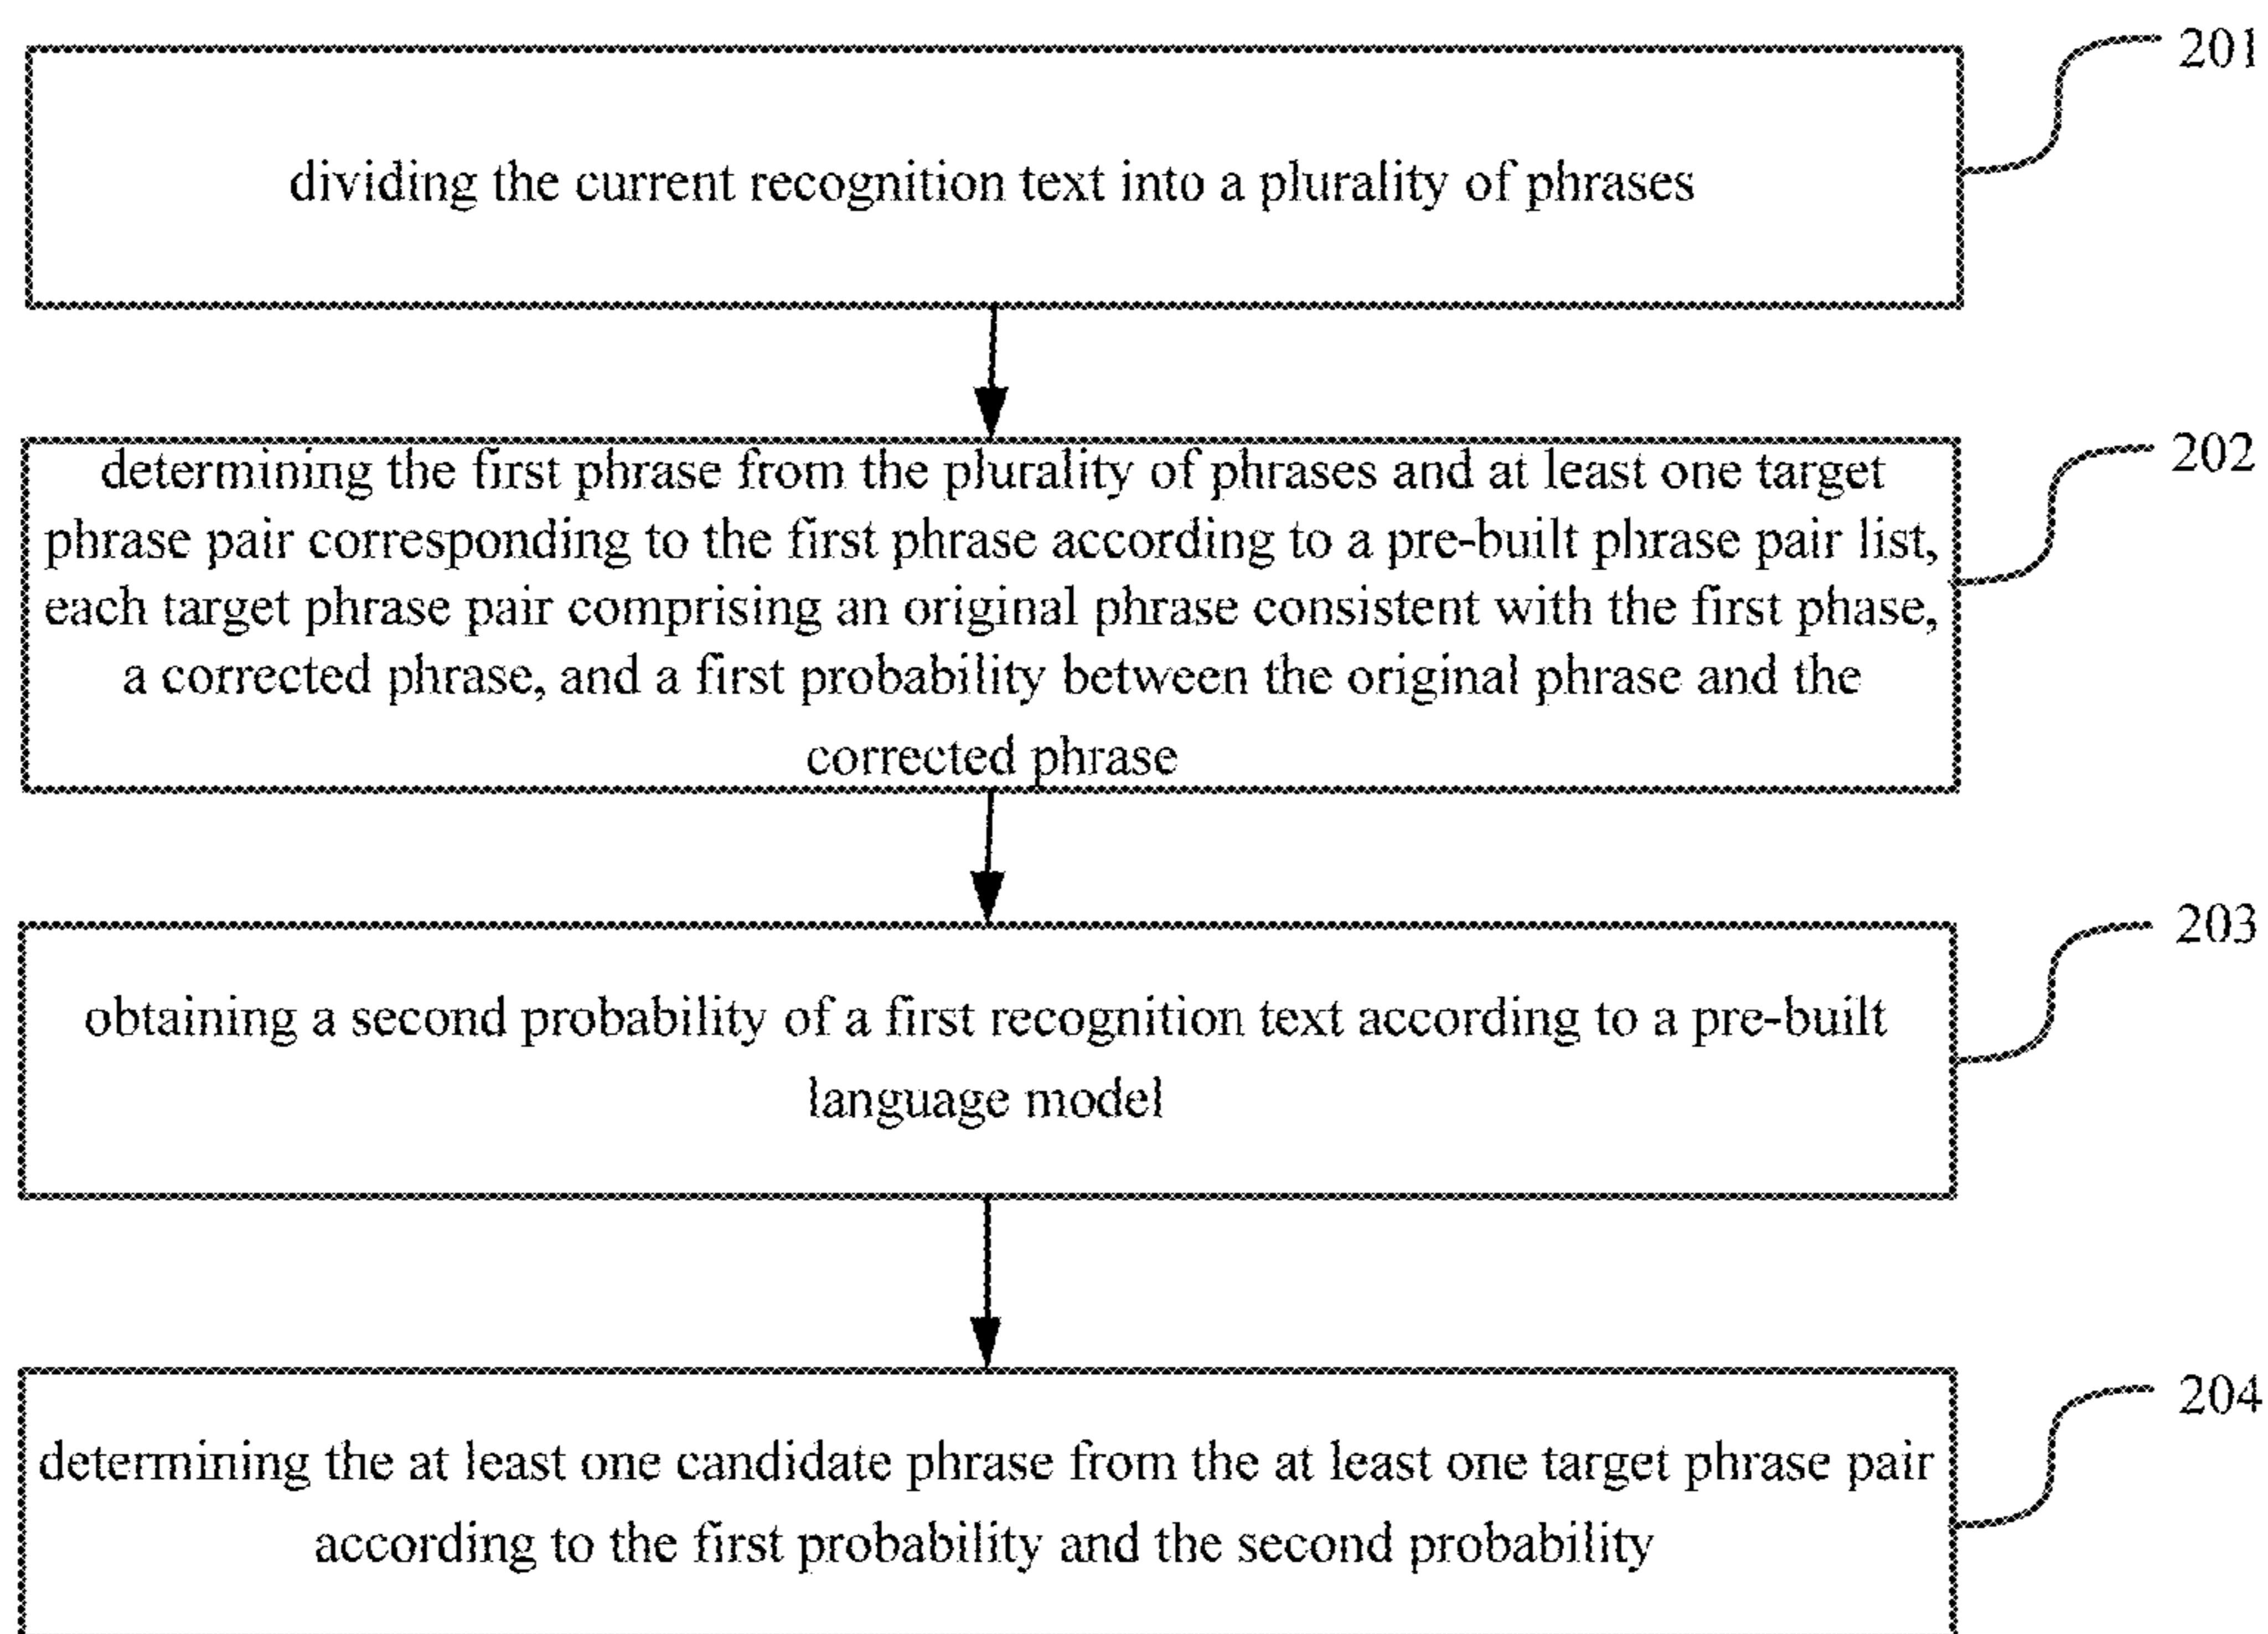 201
dividing the current recognition text into a plurality of phrases
202
determining the first phrase from the plurality of phrases and at least one target
phrase pair corresponding to the first phrase according to a pre-built phrase pair list,
each target phrase pair comprising an original phrase consistent with the first phase,
a corrected phrase, and a first probability between the original phrase and the
corrected phrase
203
obtaining a second probability of a first recognition text according to a pre-built
language model
204
determining the at least one candidate phrase from the at least one target phrase pair
according to the first probability and the second probability